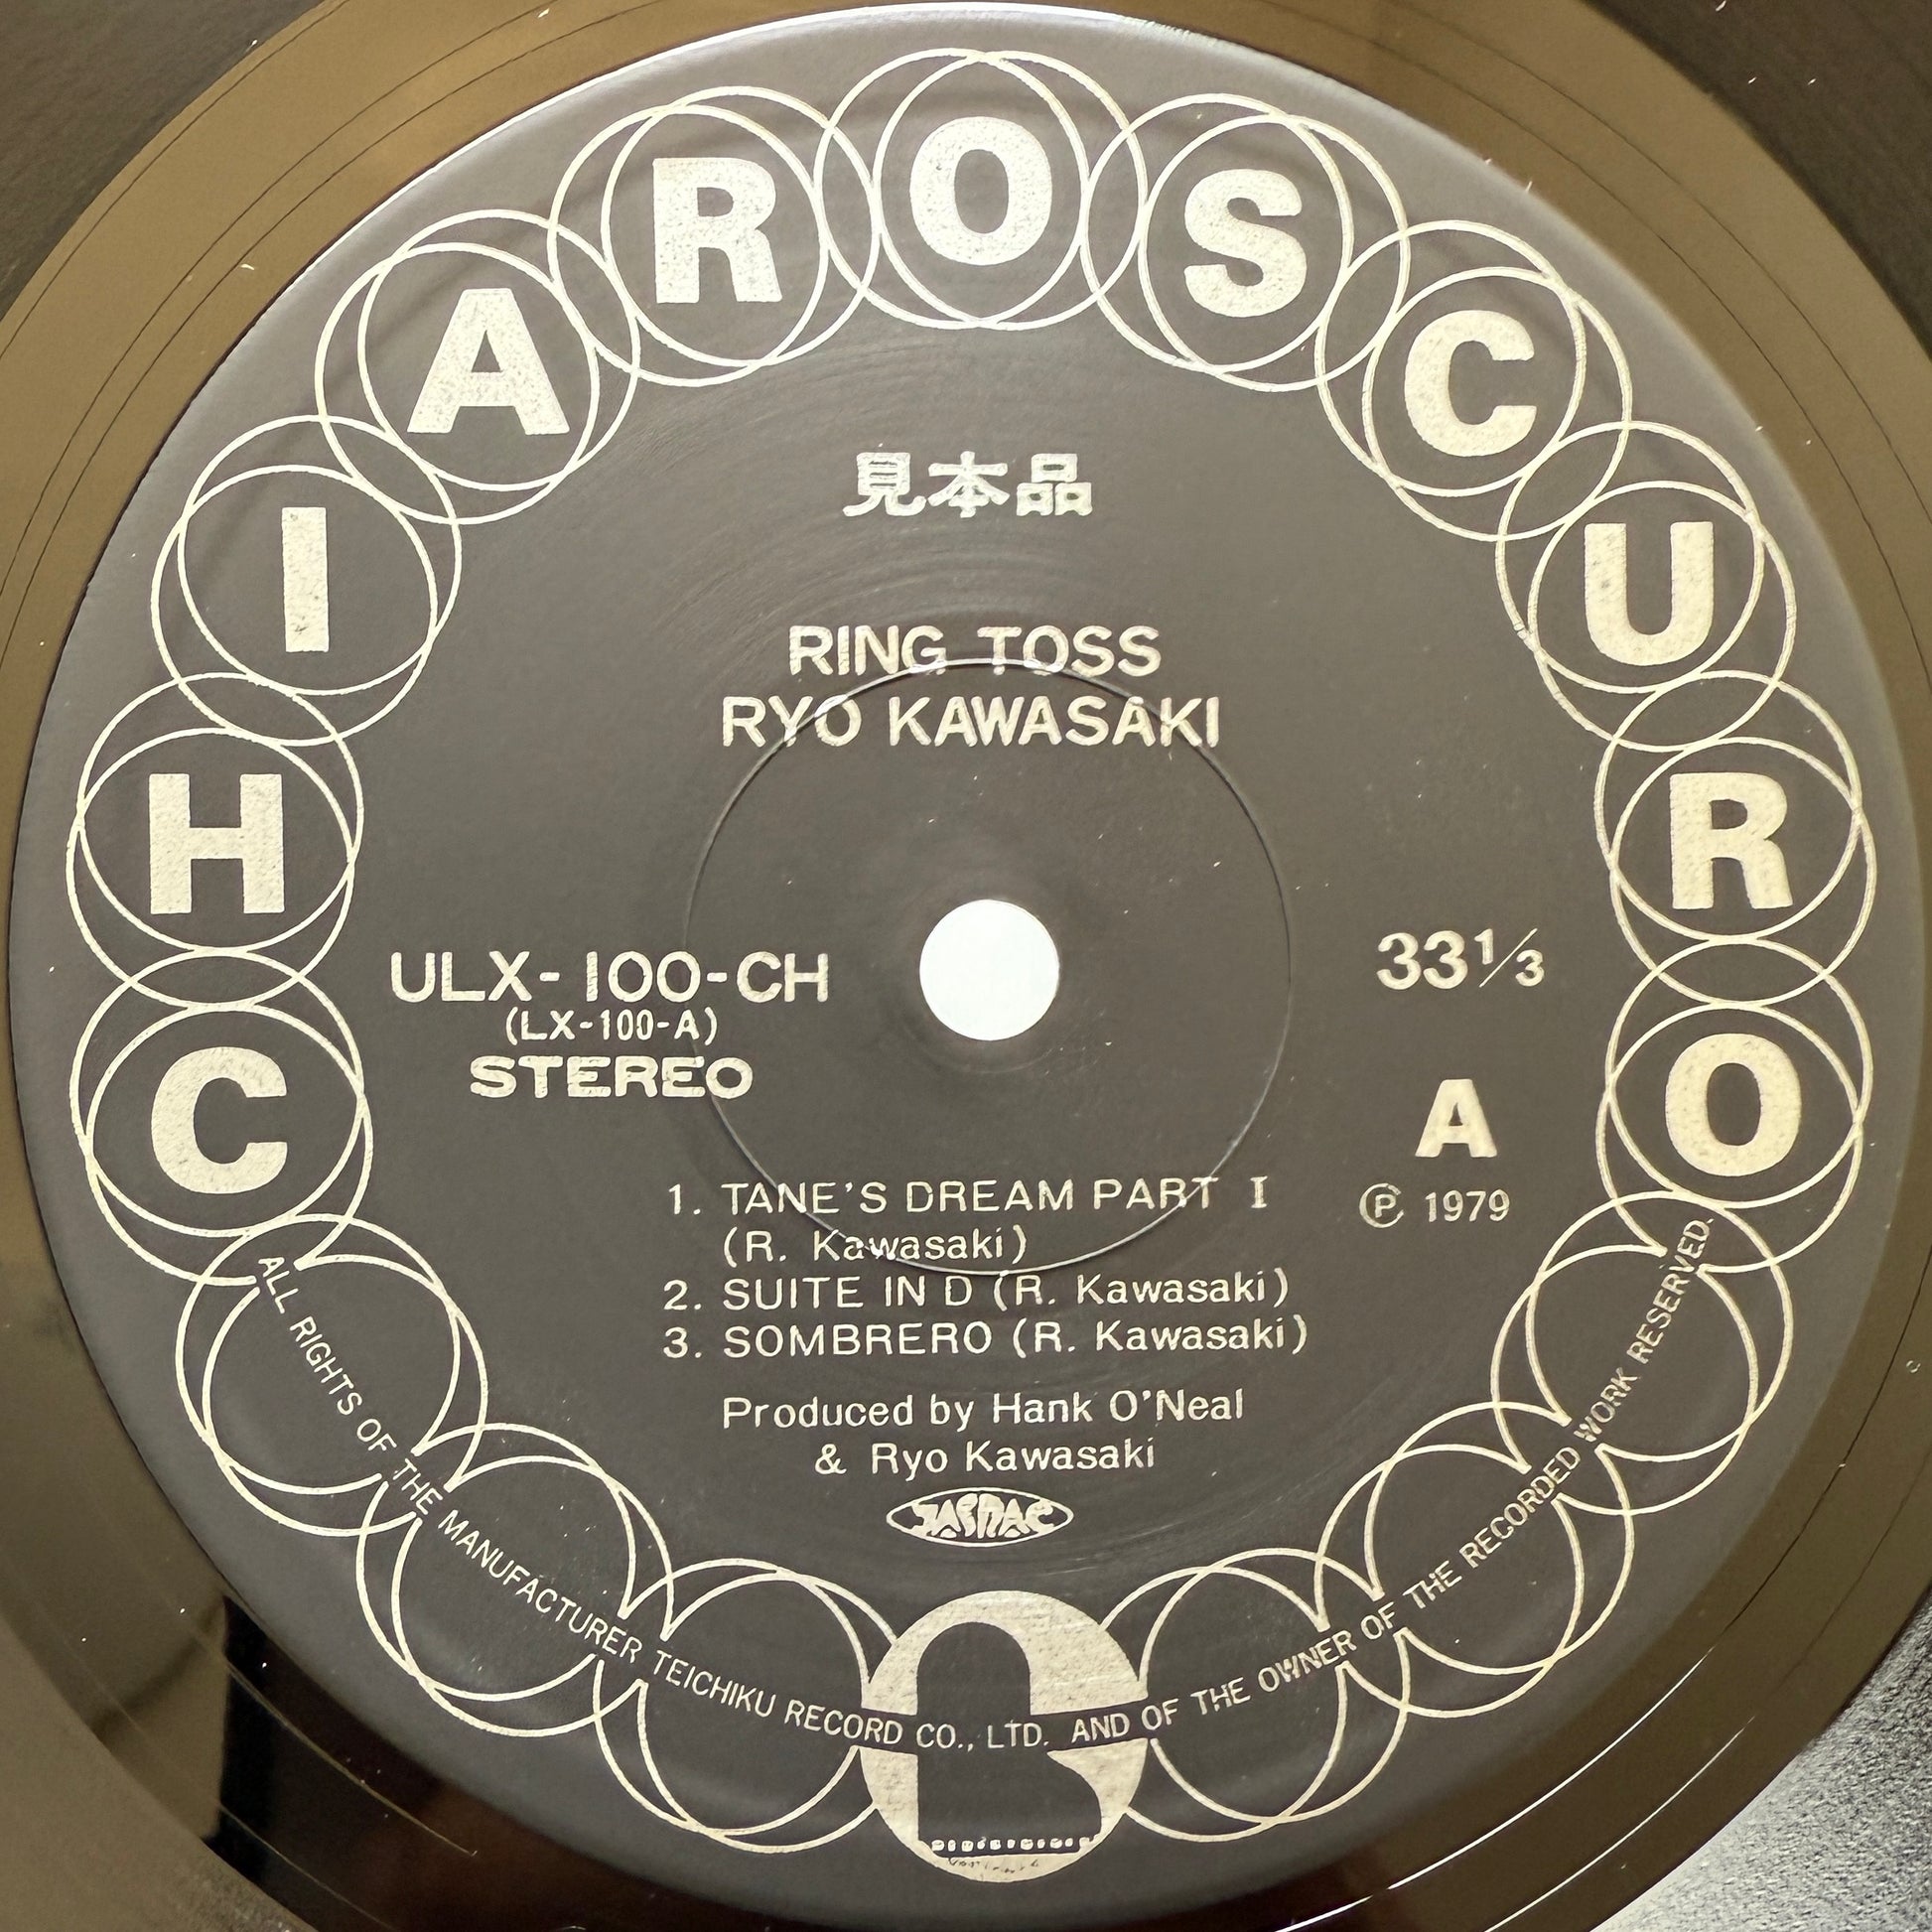 CHIAROSCURO
見本品
RING TOSS
RYO KAWASAKI
ULX-100-CH
(LX-100-A)
STEREO
33 1/3
A
Ⓟ 1979
1. TANE'S DREAM PART I
(R. Kawasaki)
2. SUITE IN D (R. Kawasaki)
3. SOMBRERO (R. Kawasaki)
Produced by Hank O'Neal
& Ryo Kawasaki
JASRAC
ALL RIGHTS OF THE MANUFACTURER TEICHIKU RECORD CO., LTD. AND OF THE OWNER OF THE RECORDED WORK RESERVED.